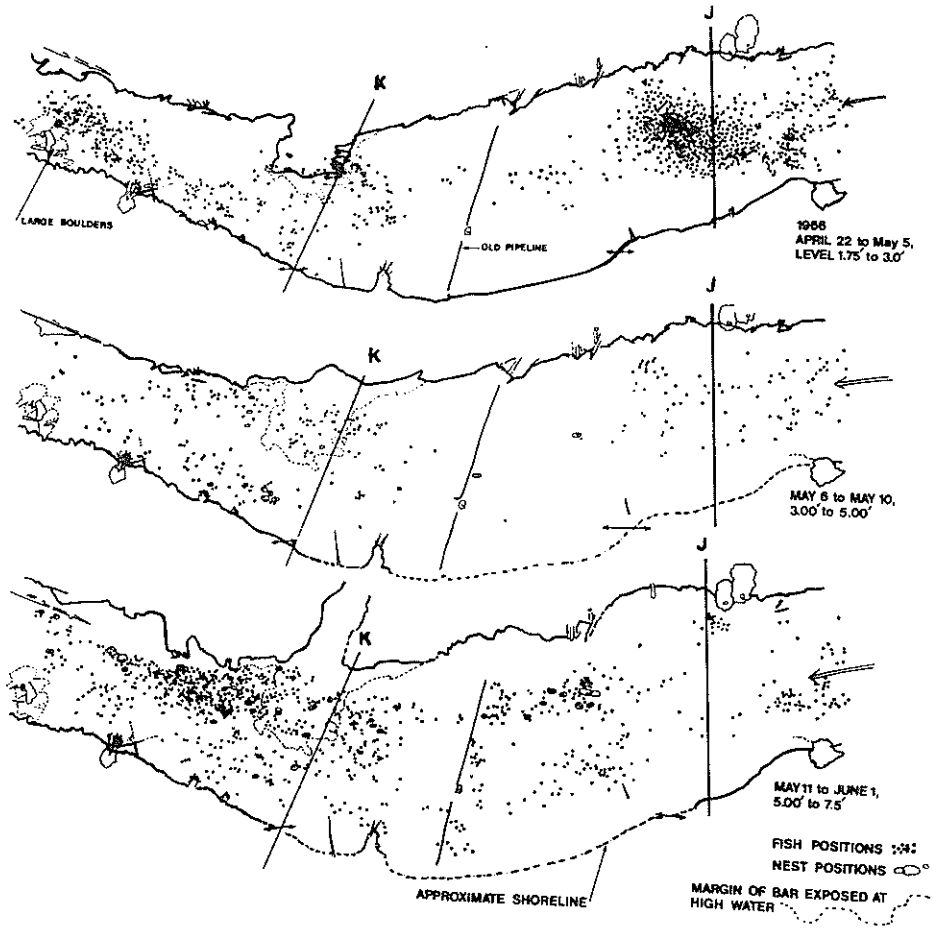 J
K
LARGE BOULDERS
OLD PIPELINE
1966
APRIL 22 to May 5,
LEVEL 1.75' to 3.0'
J
K
MAY 6 to MAY 10,
3.00' to 5.00'
J
K
MAY 11 to JUNE 1,
5.00' to 7.5'
FISH POSITIONS
NEST POSITIONS
APPROXIMATE SHORELINE
MARGIN OF BAR EXPOSED AT
HIGH WATER